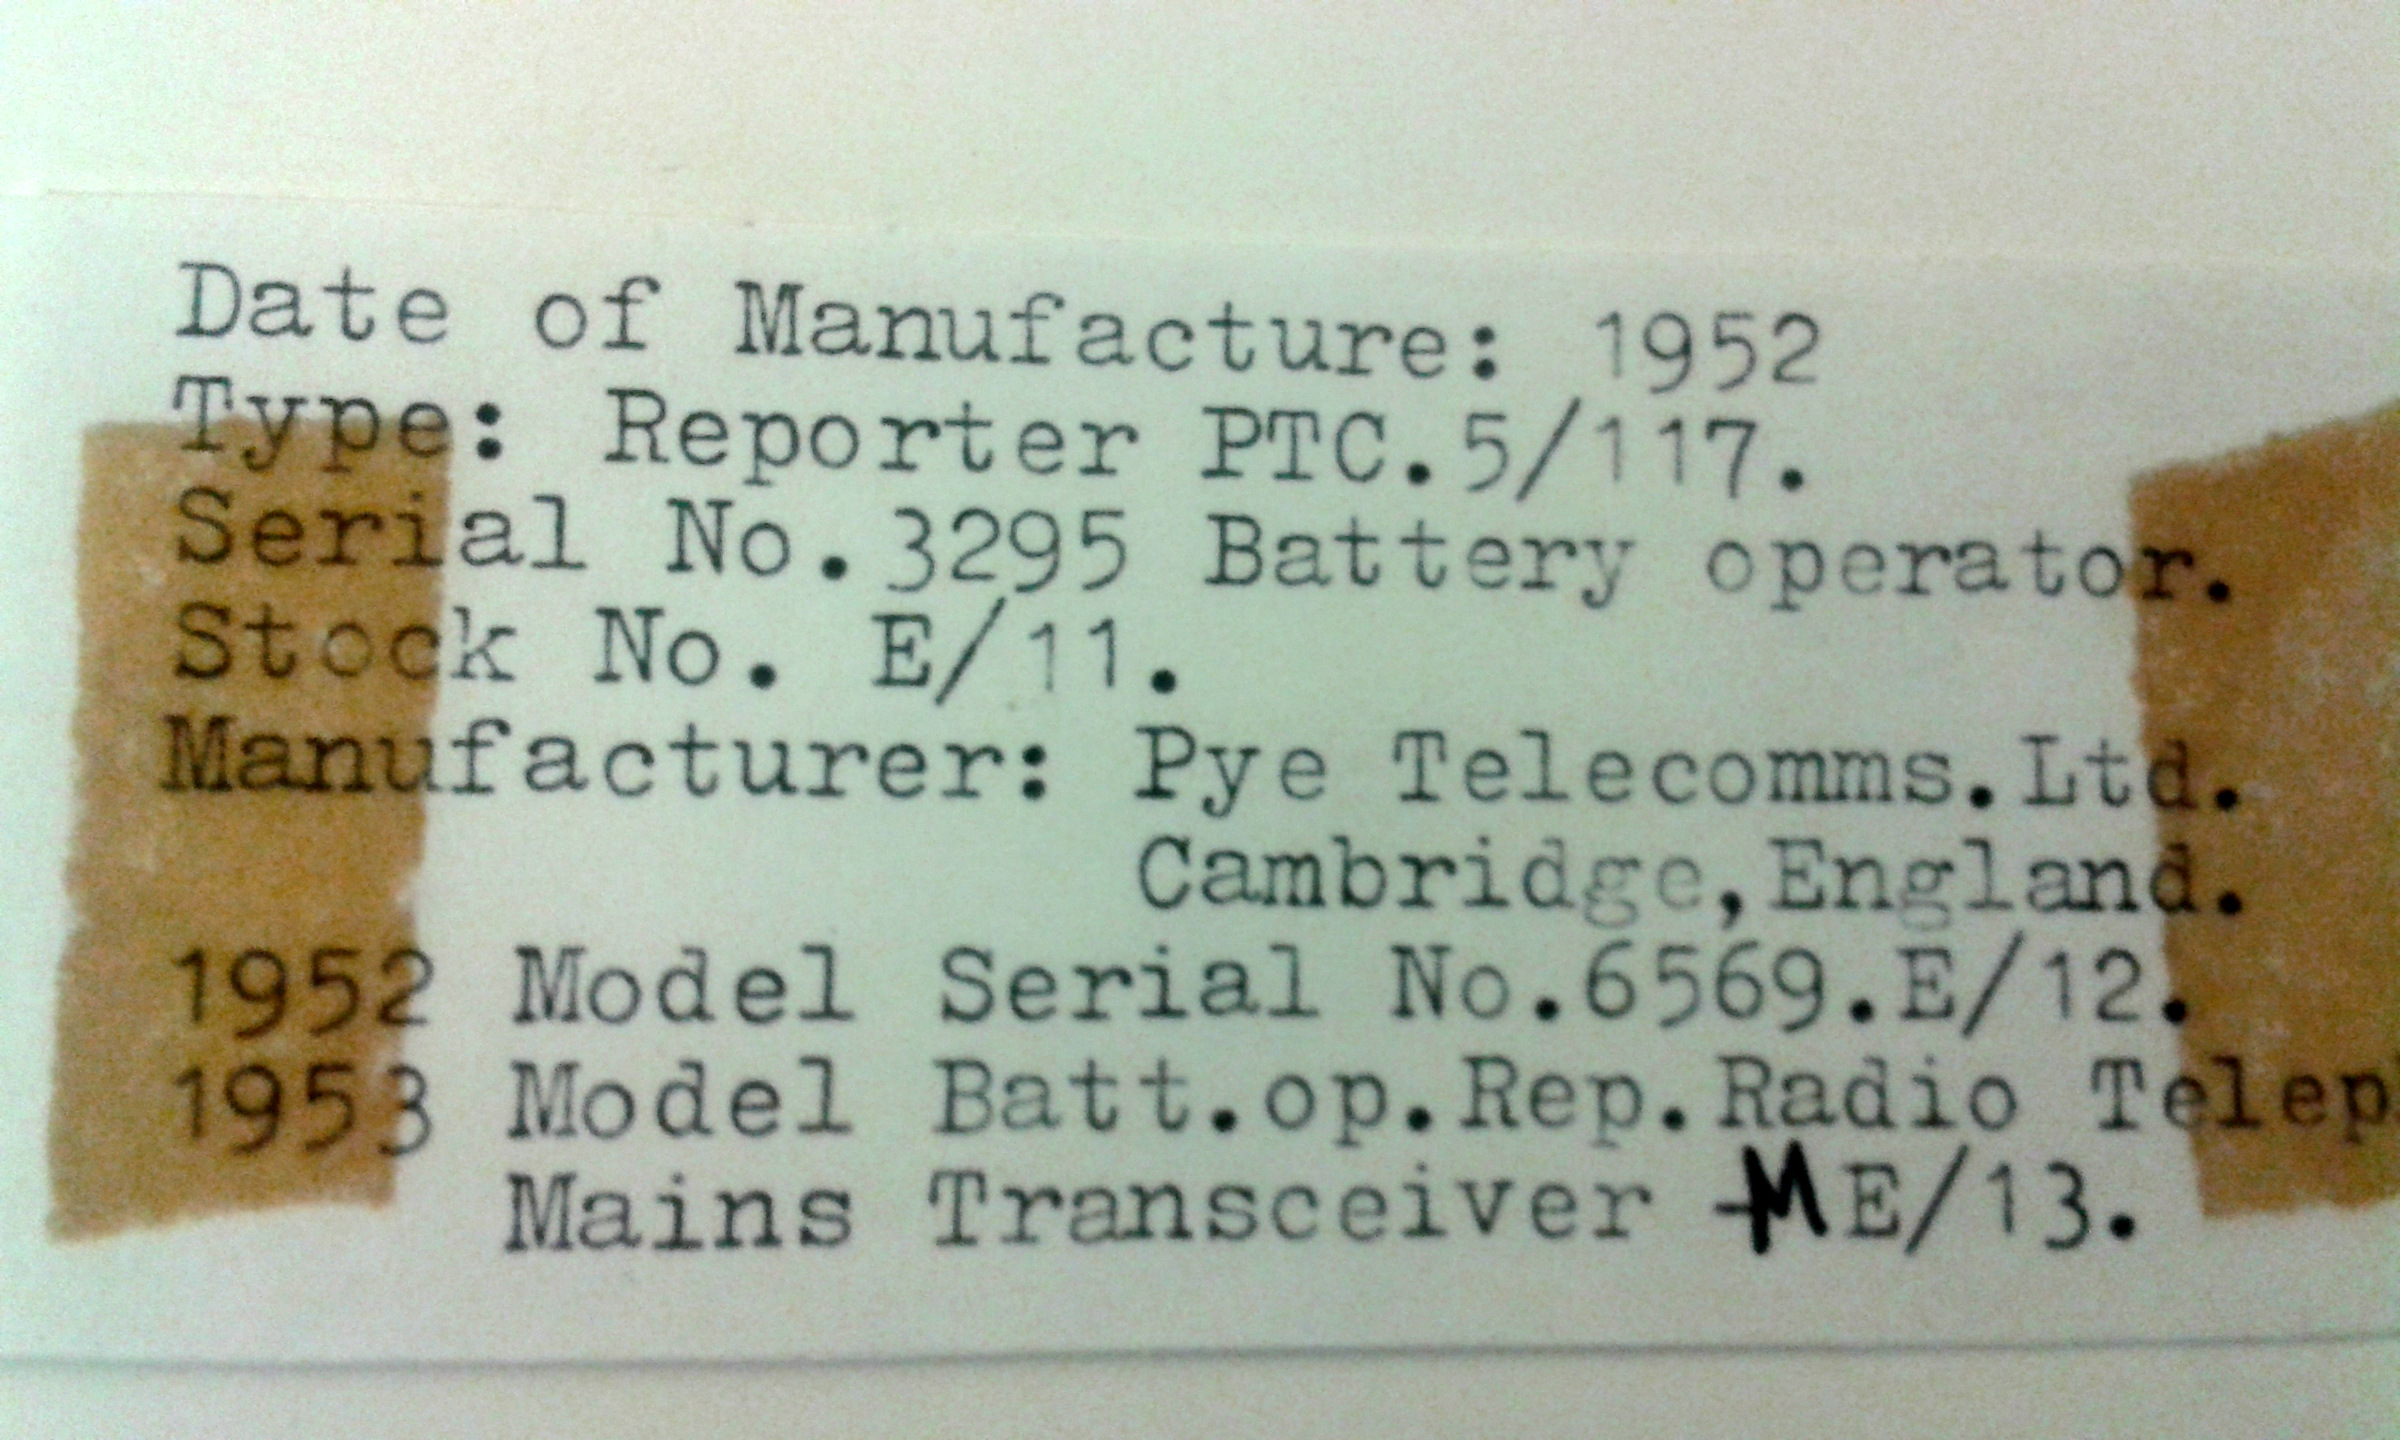 Date of Manufacture: 1952
Type: Reporter PTC.5/117.
Serial No.3295 Battery operator.
Stock No. E/11.
Manufacturer: Pye Telecomms.Ltd.
Cambridge,England.
1952 Model Serial No.6569.E/12.
1953 Model Batt.op.Rep.Radio Telep
Mains Transceiver -M E/13.